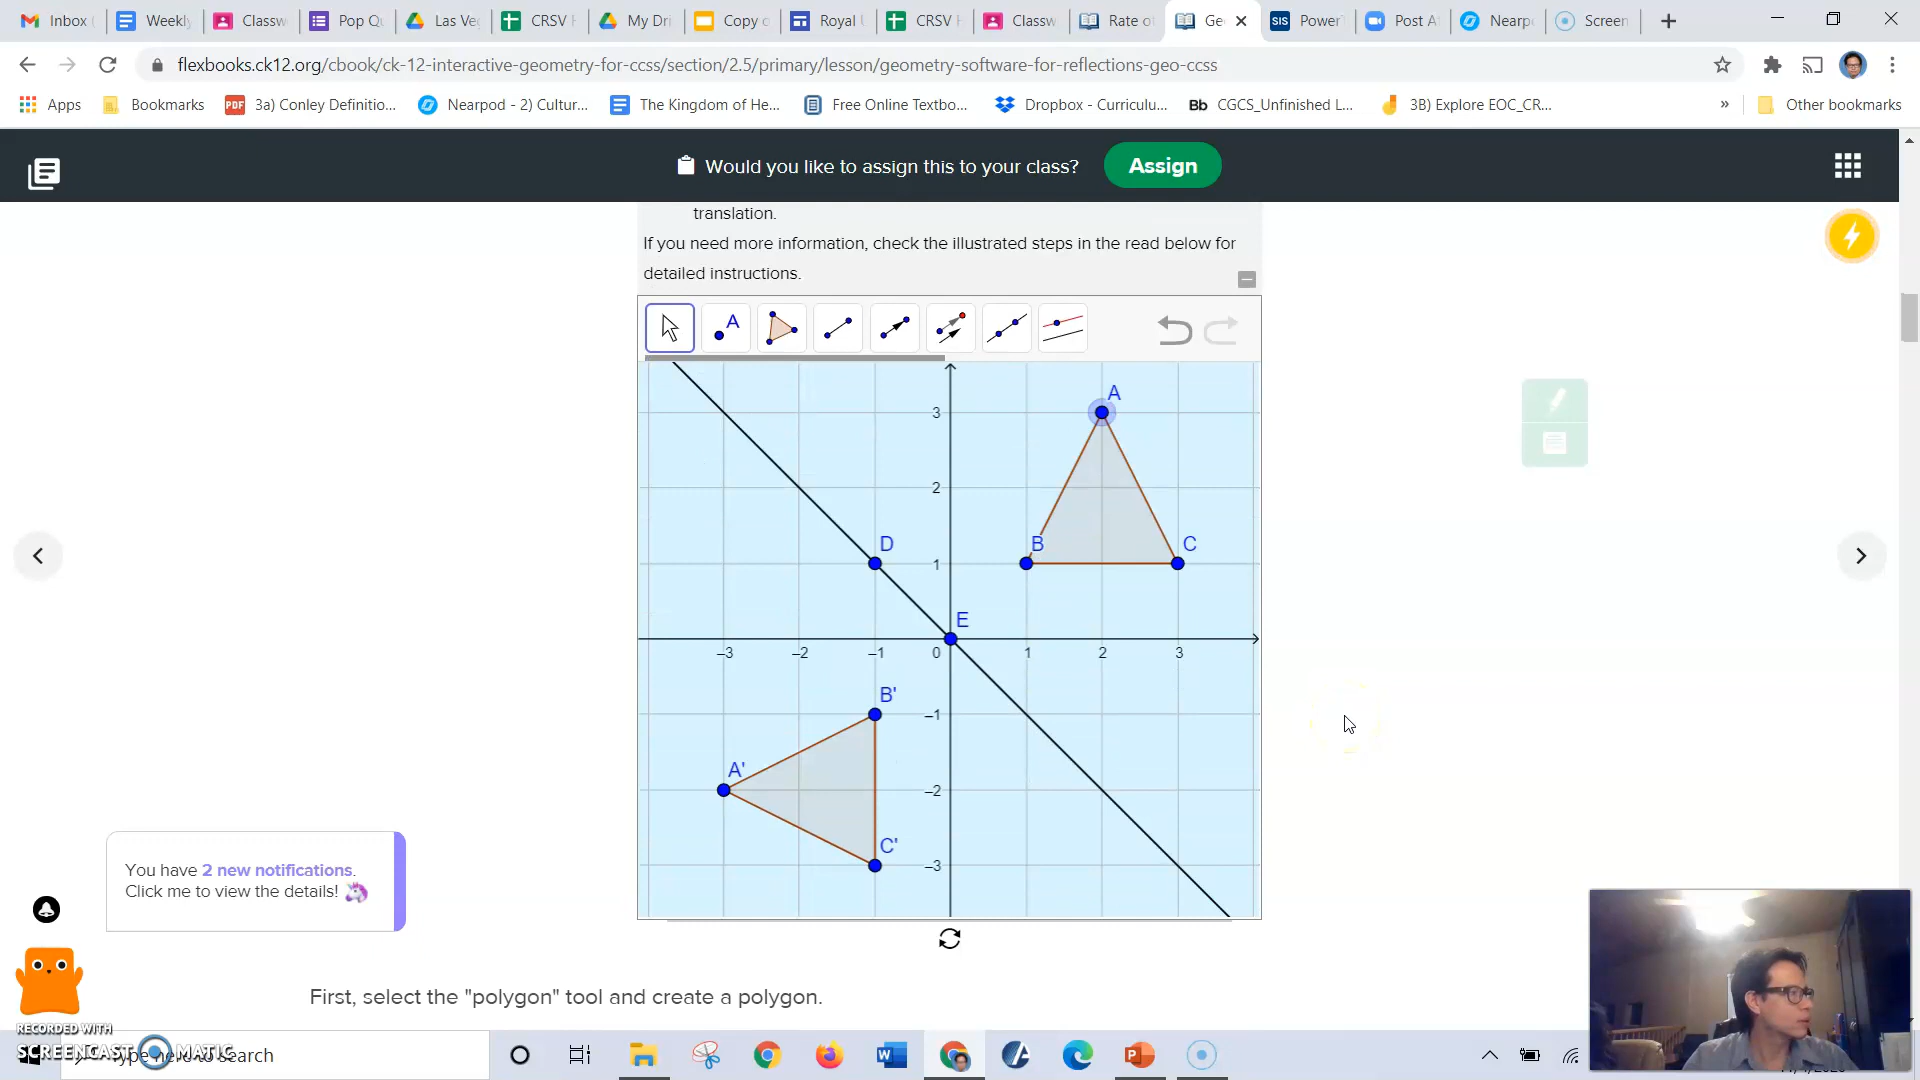 Inbox (
Weekly
Classw
Pop Qu
Las Ve
CRSV F
My Dri
Copy o
Royal
CRSV F
Classw
Rate o
Ge
SIS Power
Post A
Nearp
Screen
flexbooks.ck12.org/cbook/ck-12-interactive-geometry-for-ccss/section/2.5/primary/lesson/geometry-software-for-reflections-geo-ccss
Apps
Bookmarks
PDF 3a) Conley Definitio...
Nearpod - 2) Cultur...
The Kingdom of He...
Free Online Textbo...
Dropbox - Curriculu...
Bb CGCS_Unfinished L...
3B) Explore EOC_CR...
»
Other bookmarks
Would you like to assign this to your class?
Assign
translation.
If you need more information, check the illustrated steps in the read below for
detailed instructions.
A
A
3
2
D
B
C
1
E
-3 -2 -1 0 1 2 3
B'
-1
A'
-2
C'
-3
You have 2 new notifications.
Click me to view the details!
First, select the "polygon" tool and create a polygon.
RECORDED WITH
SCREENCAST MATIC